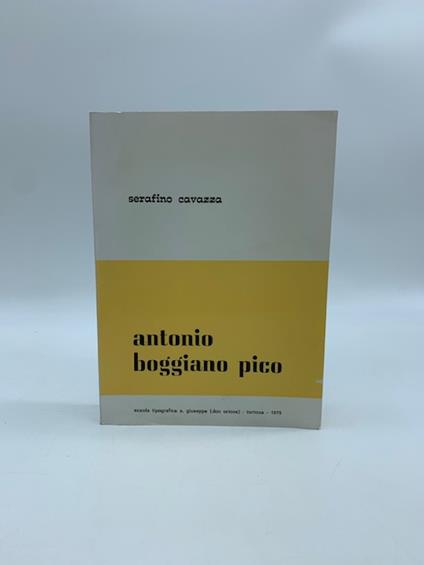 serafino cavazza
antonio
boggiano pico
scuola tipografica s. giuseppe (don orione) - tortona - 1975